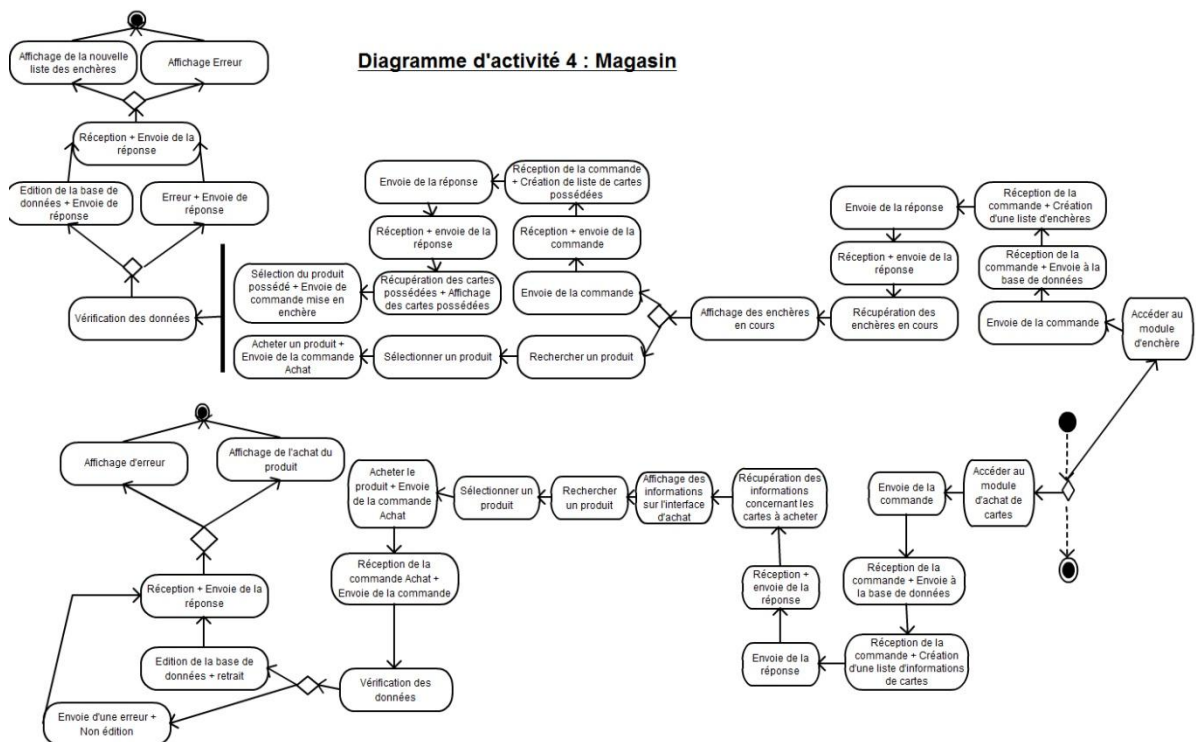 Diagramme d'activité 4 : Magasin
Affichage de la nouvelle
liste des enchères
Affichage Erreur
Réception + Envoie de la
réponse
Edition de la base de
données + Envoie de
réponse
Erreur + Envoie de
réponse
Vérification des données
Envoie de la réponse
Réception de la commande
+ Création de liste de cartes
possédées
Réception + envoie de la
réponse
Réception + envoie de la
commande
Sélection du produit
possédé + Envoie de
commande mise en
enchère
Récupération des cartes
possédées + Affichage
des cartes possédées
Envoie de la commande
Acheter un produit +
Envoie de la commande
Achat
Sélectionner un produit
Rechercher un produit
Affichage des enchères
en cours
Envoie de la réponse
Réception de la
commande + Création
d'une liste d'enchères
Réception + envoie de la
réponse
Réception de la
commande + Envoie à la
base de données
Récupération des
enchères en cours
Envoie de la commande
Accéder au
module
d'enchère
Affichage d'erreur
Affichage de l'achat du
produit
Réception + Envoie de la
réponse
Edition de la base de
données + retrait
Envoie d'une erreur +
Non édition
Acheter le
produit + Envoie
de la commande
Achat
Sélectionner un
produit
Rechercher
un produit
Affichage des
informations
sur l'interface
d'achat
Récupération des
informations
concernant les
cartes à acheter
Envoie de la
commande
Accéder au
module
d'achat de
cartes
Réception de la
commande Achat +
Envoie de la commande
Réception +
envoie de la
réponse
Réception de la
commande + Envoie à
la base de données
Vérification des
données
Envoie de la
réponse
Réception de la
commande + Création
d'une liste d'informations
de cartes